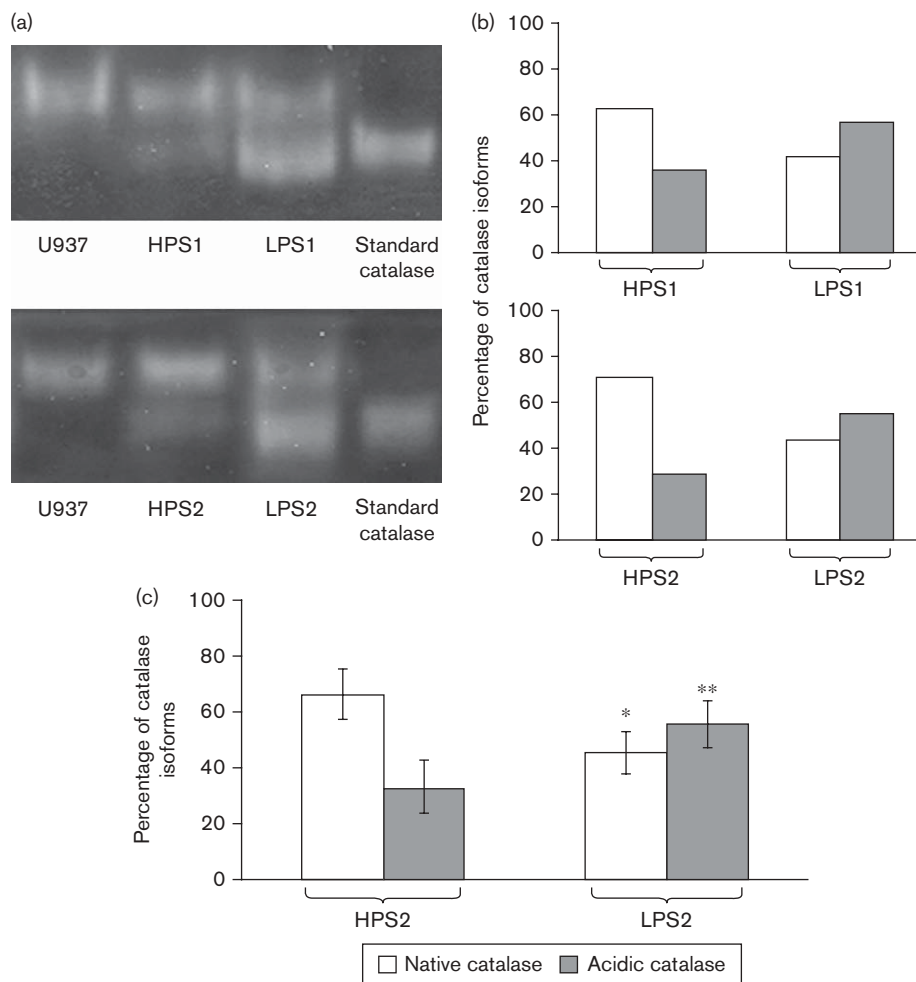 (a)
U937 HPS1 LPS1 Standard
catalase
U937 HPS2 LPS2 Standard
catalase
(b)
Percentage of catalase isoforms
100
80
60
40
20
0
HPS1 LPS1
100
80
60
40
20
0
HPS2 LPS2
(c)
Percentage of catalase
isoforms
100
80
60
40
20
0
* **
HPS2 LPS2
Native catalase Acidic catalase